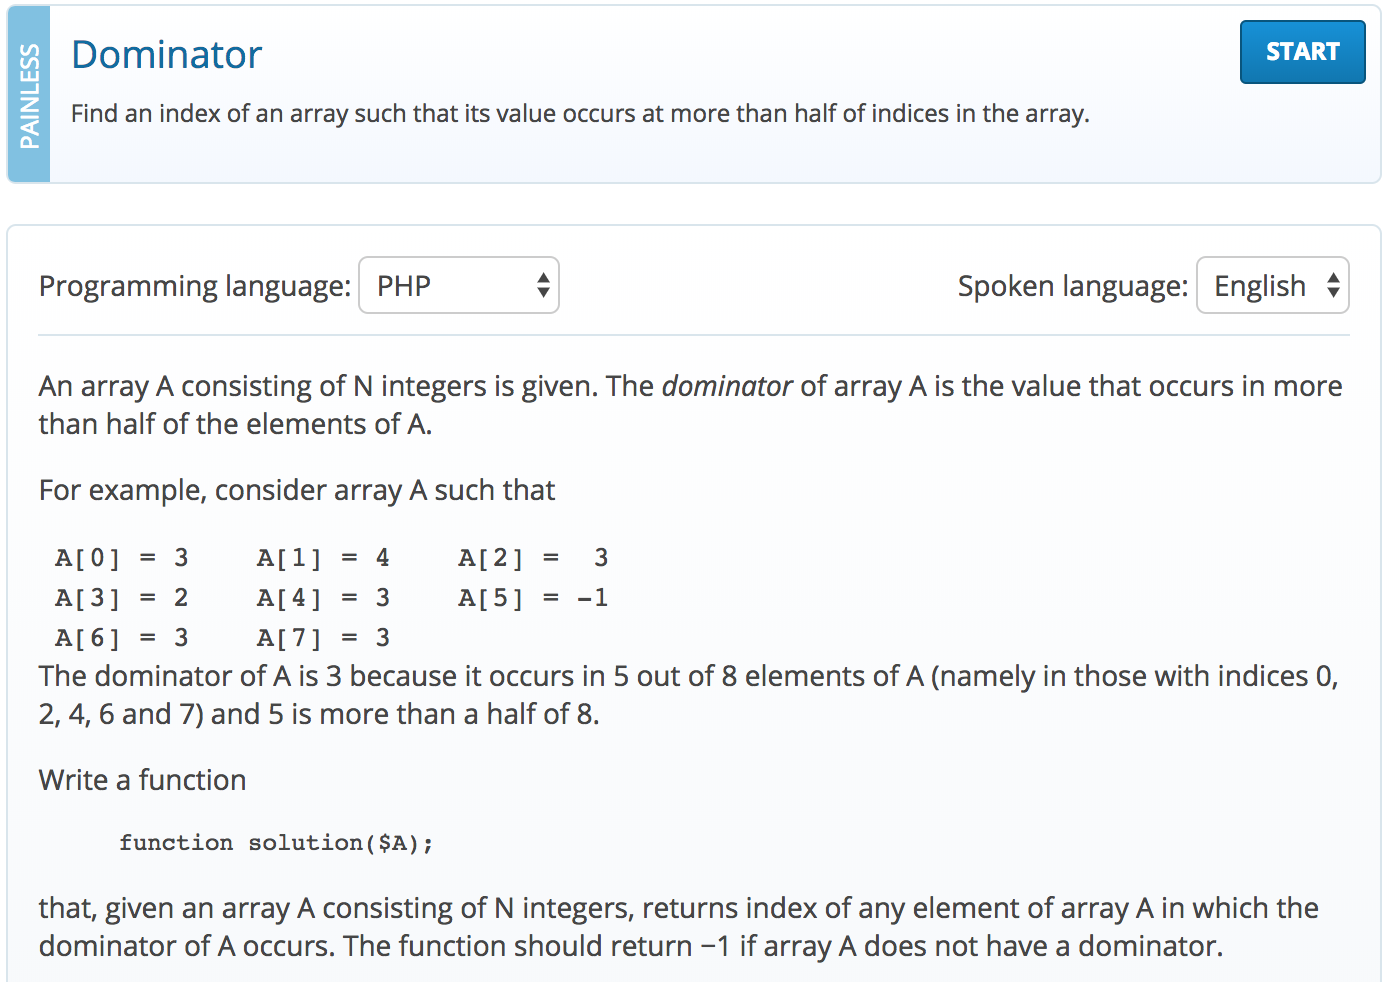 PAINLESS
Dominator
START
Find an index of an array such that its value occurs at more than half of indices in the array.
Programming language: PHP Spoken language: English
An array A consisting of N integers is given. The dominator of array A is the value that occurs in more
than half of the elements of A.
For example, consider array A such that
A[0] = 3 A[1] = 4 A[2] = 3
A[3] = 2 A[4] = 3 A[5] = −1
A[6] = 3 A[7] = 3
The dominator of A is 3 because it occurs in 5 out of 8 elements of A (namely in those with indices 0,
2, 4, 6 and 7) and 5 is more than a half of 8.
Write a function
function solution($A);
that, given an array A consisting of N integers, returns index of any element of array A in which the
dominator of A occurs. The function should return −1 if array A does not have a dominator.